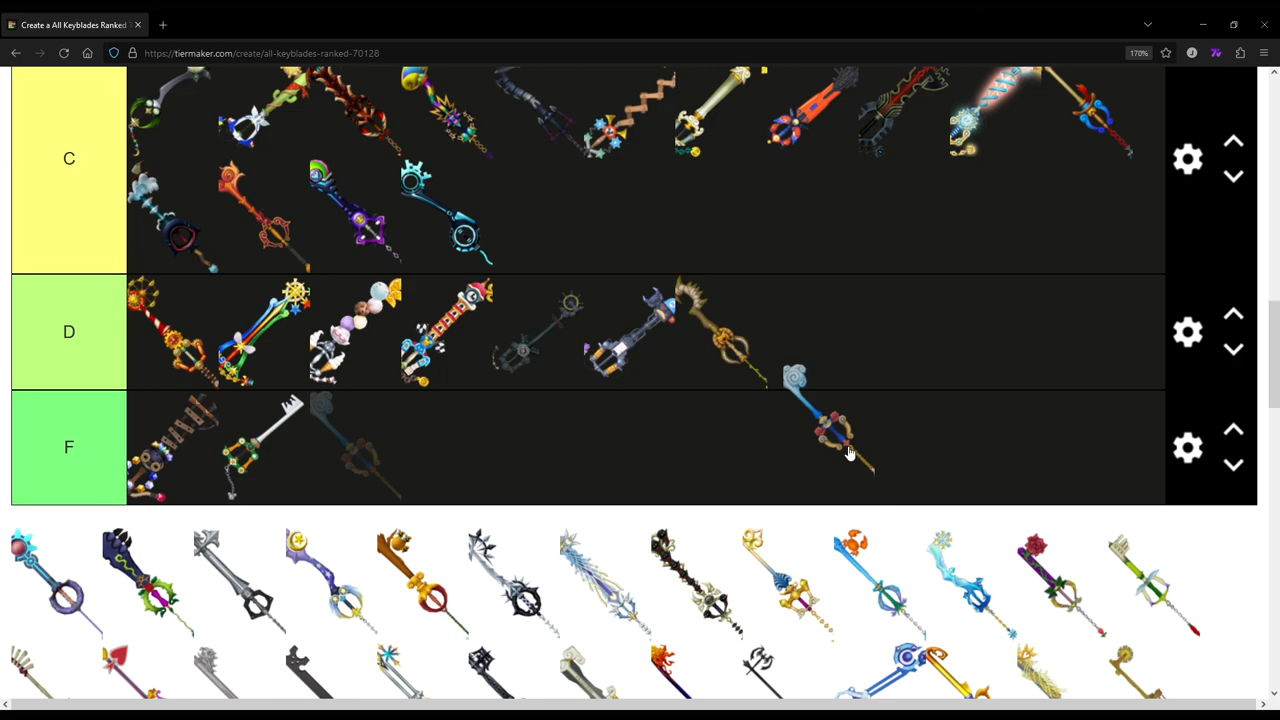 Create a All Keyblades Ranked T
https://tiermaker.com/create/all-keyblades-ranked-70128
170%
C
D
F